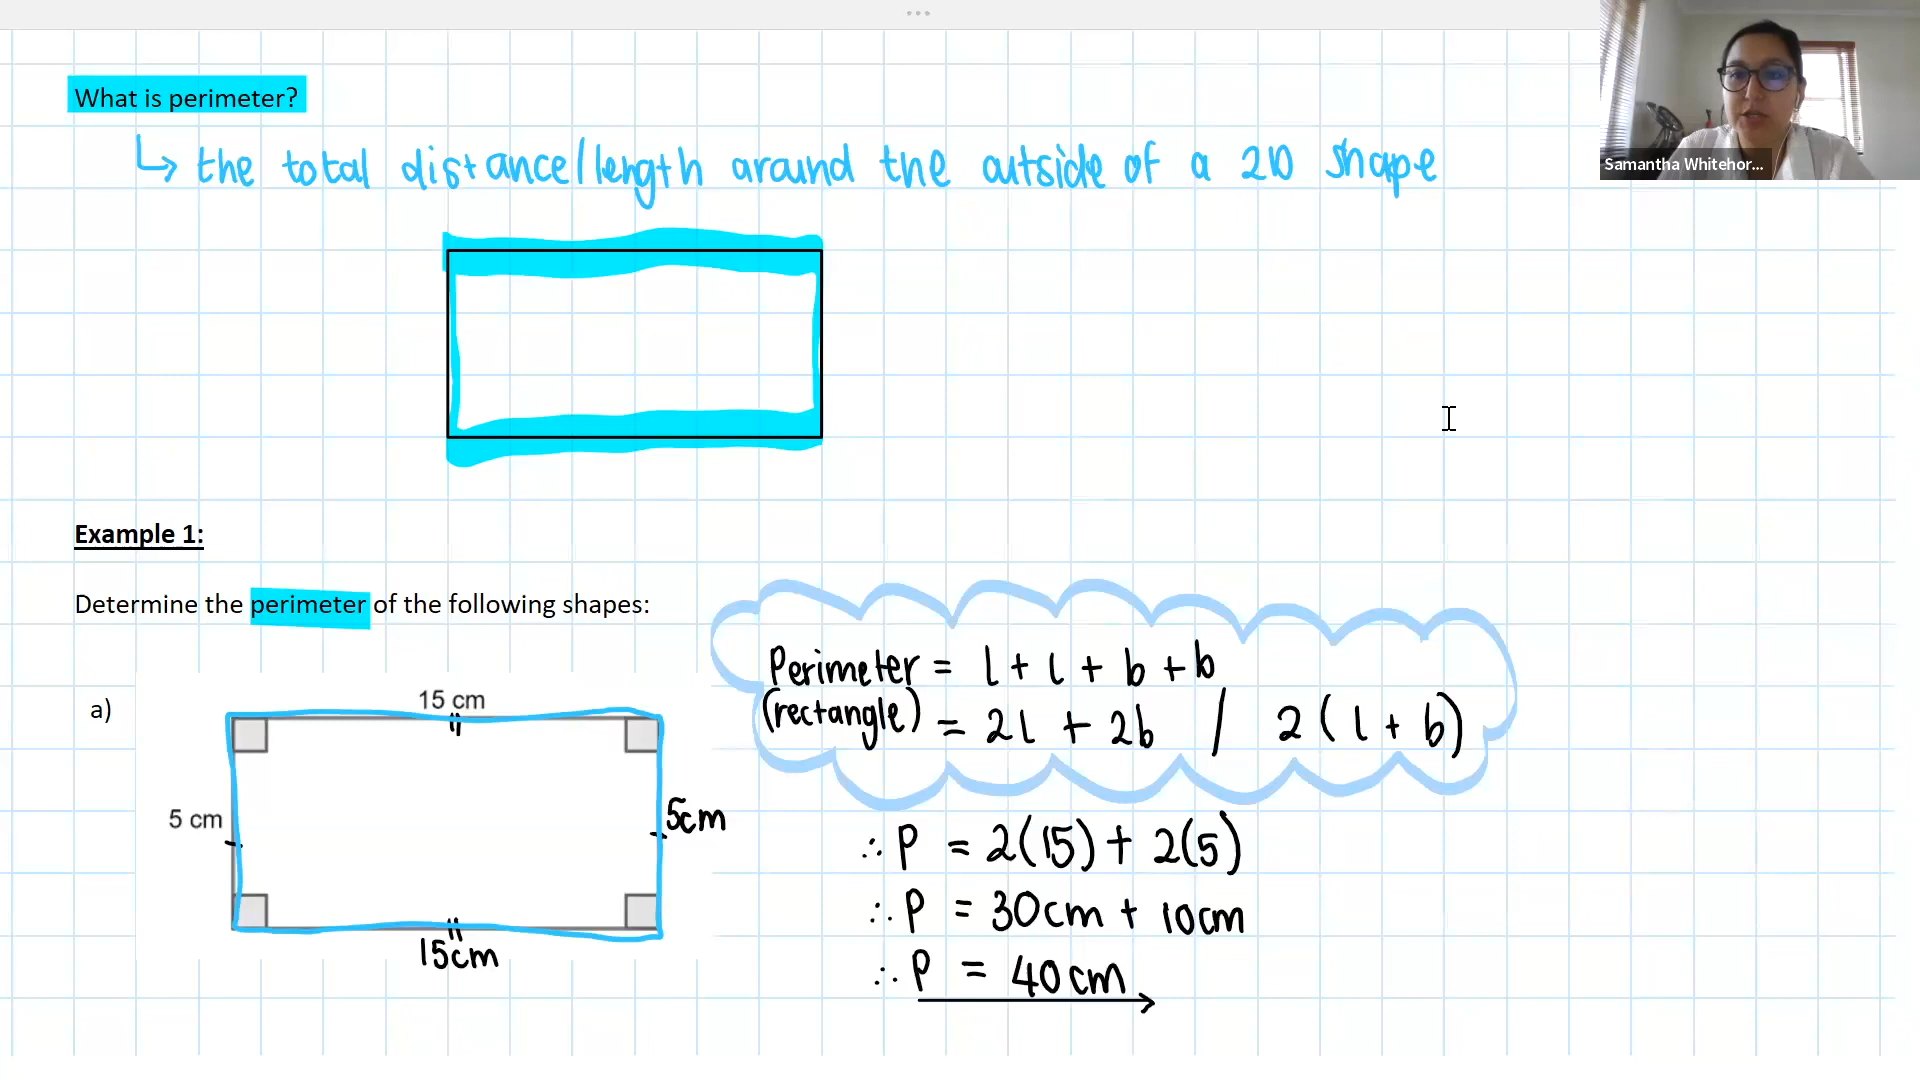 What is perimeter?
↳ the total distance/length around the outside of a 2D shape
Samantha Whitehor...
Example 1:
Determine the perimeter of the following shapes:
a)
15 cm
5 cm
5cm
15cm
Perimeter = l + l + b + b
(rectangle) = 2l + 2b / 2(l + b)
∴ P = 2(15) + 2(5)
∴ P = 30cm + 10cm
∴ P = 40cm